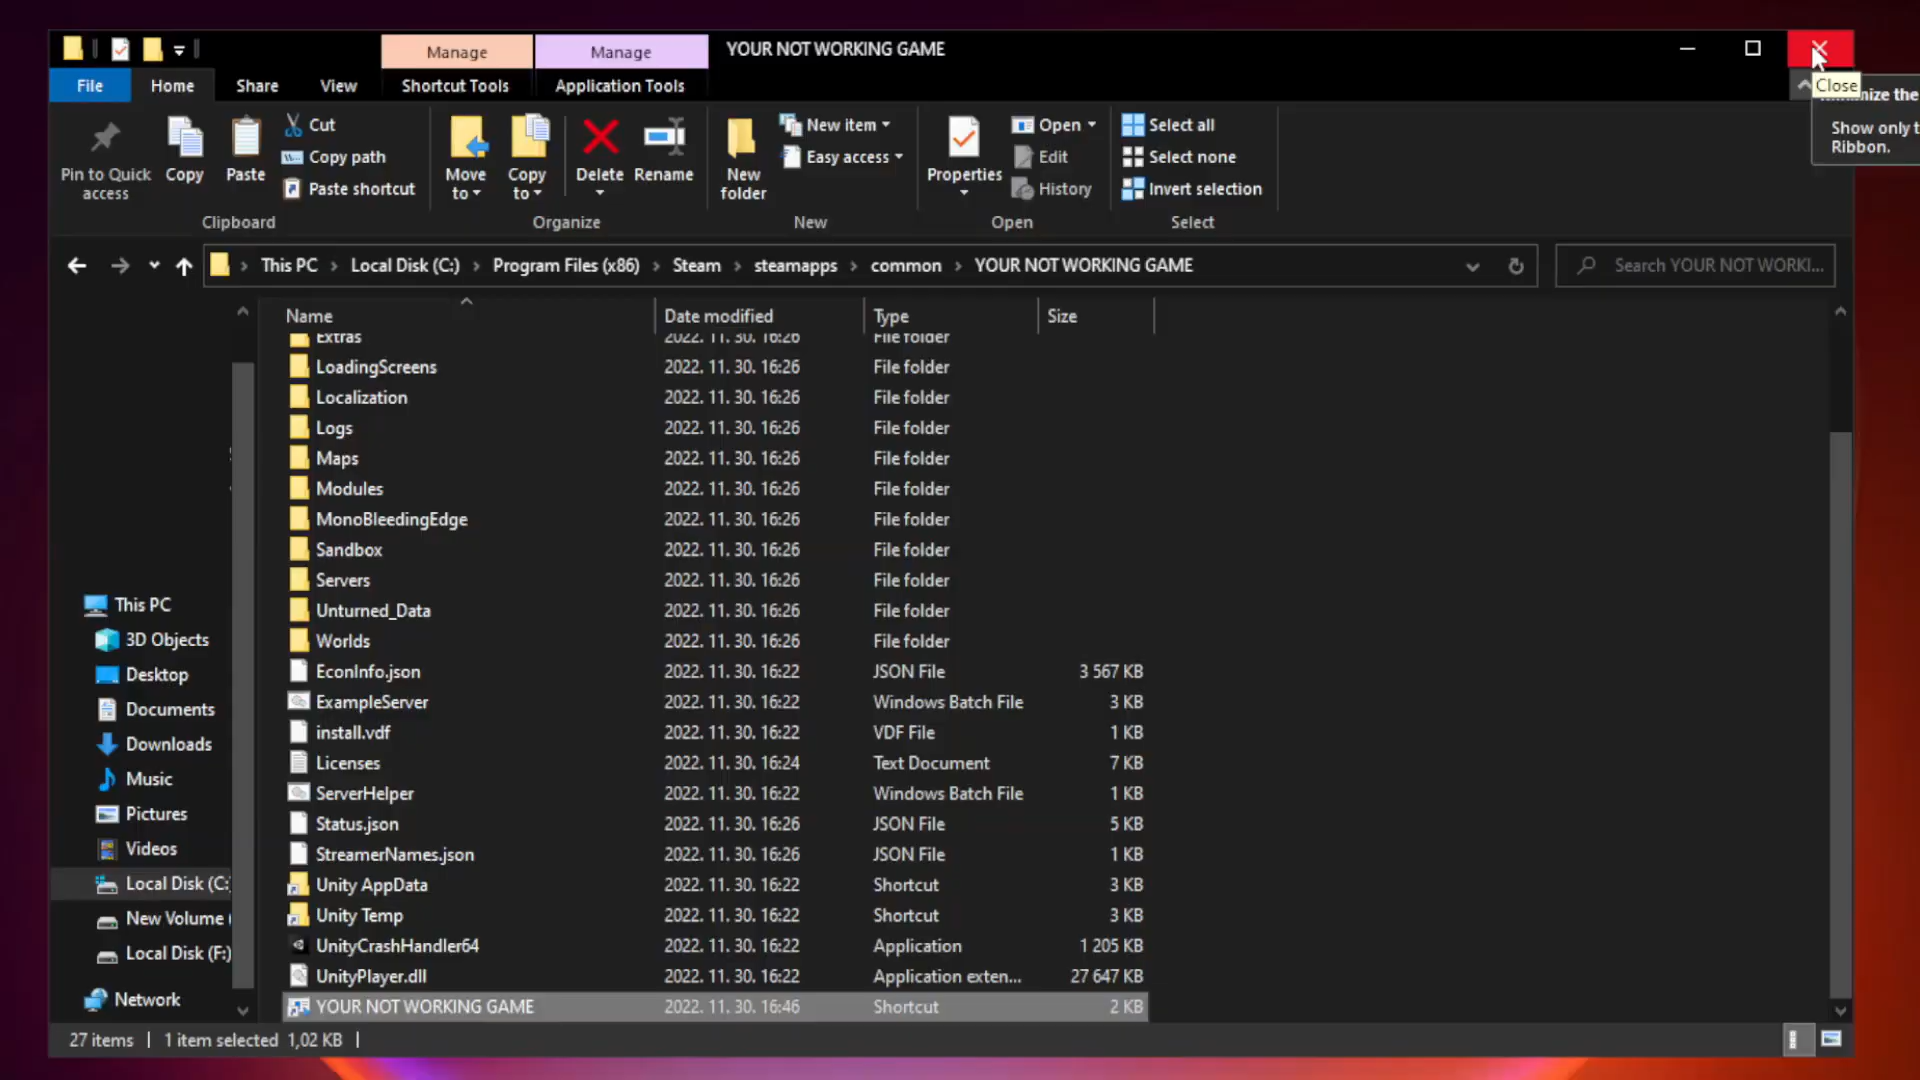 Manage
Manage
YOUR NOT WORKING GAME
File
Home
Share
View
Shortcut Tools
Application Tools
Close
Show only t
Ribbon.
Pin to Quick access
Copy
Paste
Cut
Copy path
Paste shortcut
Move to
Copy to
Delete
Rename
New folder
New item
Easy access
Properties
Open
Edit
History
Select all
Select none
Invert selection
Clipboard
Organize
New
Open
Select
This PC > Local Disk (C:) > Program Files (x86) > Steam > steamapps > common > YOUR NOT WORKING GAME
Search YOUR NOT WORKI...
Name Date modified Type Size
Extras 2022. 11. 30. 16:26 File folder
LoadingScreens 2022. 11. 30. 16:26 File folder
Localization 2022. 11. 30. 16:26 File folder
Logs 2022. 11. 30. 16:26 File folder
Maps 2022. 11. 30. 16:26 File folder
Modules 2022. 11. 30. 16:26 File folder
MonoBleedingEdge 2022. 11. 30. 16:26 File folder
Sandbox 2022. 11. 30. 16:26 File folder
Servers 2022. 11. 30. 16:26 File folder
Unturned_Data 2022. 11. 30. 16:26 File folder
Worlds 2022. 11. 30. 16:26 File folder
EconInfo.json 2022. 11. 30. 16:22 JSON File 3 567 KB
ExampleServer 2022. 11. 30. 16:22 Windows Batch File 3 KB
install.vdf 2022. 11. 30. 16:22 VDF File 1 KB
Licenses 2022. 11. 30. 16:24 Text Document 7 KB
ServerHelper 2022. 11. 30. 16:22 Windows Batch File 1 KB
Status.json 2022. 11. 30. 16:26 JSON File 5 KB
StreamerNames.json 2022. 11. 30. 16:26 JSON File 1 KB
Unity AppData 2022. 11. 30. 16:22 Shortcut 3 KB
Unity Temp 2022. 11. 30. 16:22 Shortcut 3 KB
UnityCrashHandler64 2022. 11. 30. 16:22 Application 1 205 KB
UnityPlayer.dll 2022. 11. 30. 16:22 Application exten... 27 647 KB
YOUR NOT WORKING GAME 2022. 11. 30. 16:46 Shortcut 2 KB
This PC
3D Objects
Desktop
Documents
Downloads
Music
Pictures
Videos
Local Disk (C:
New Volume (
Local Disk (F:)
Network
27 items
1 item selected 1,02 KB